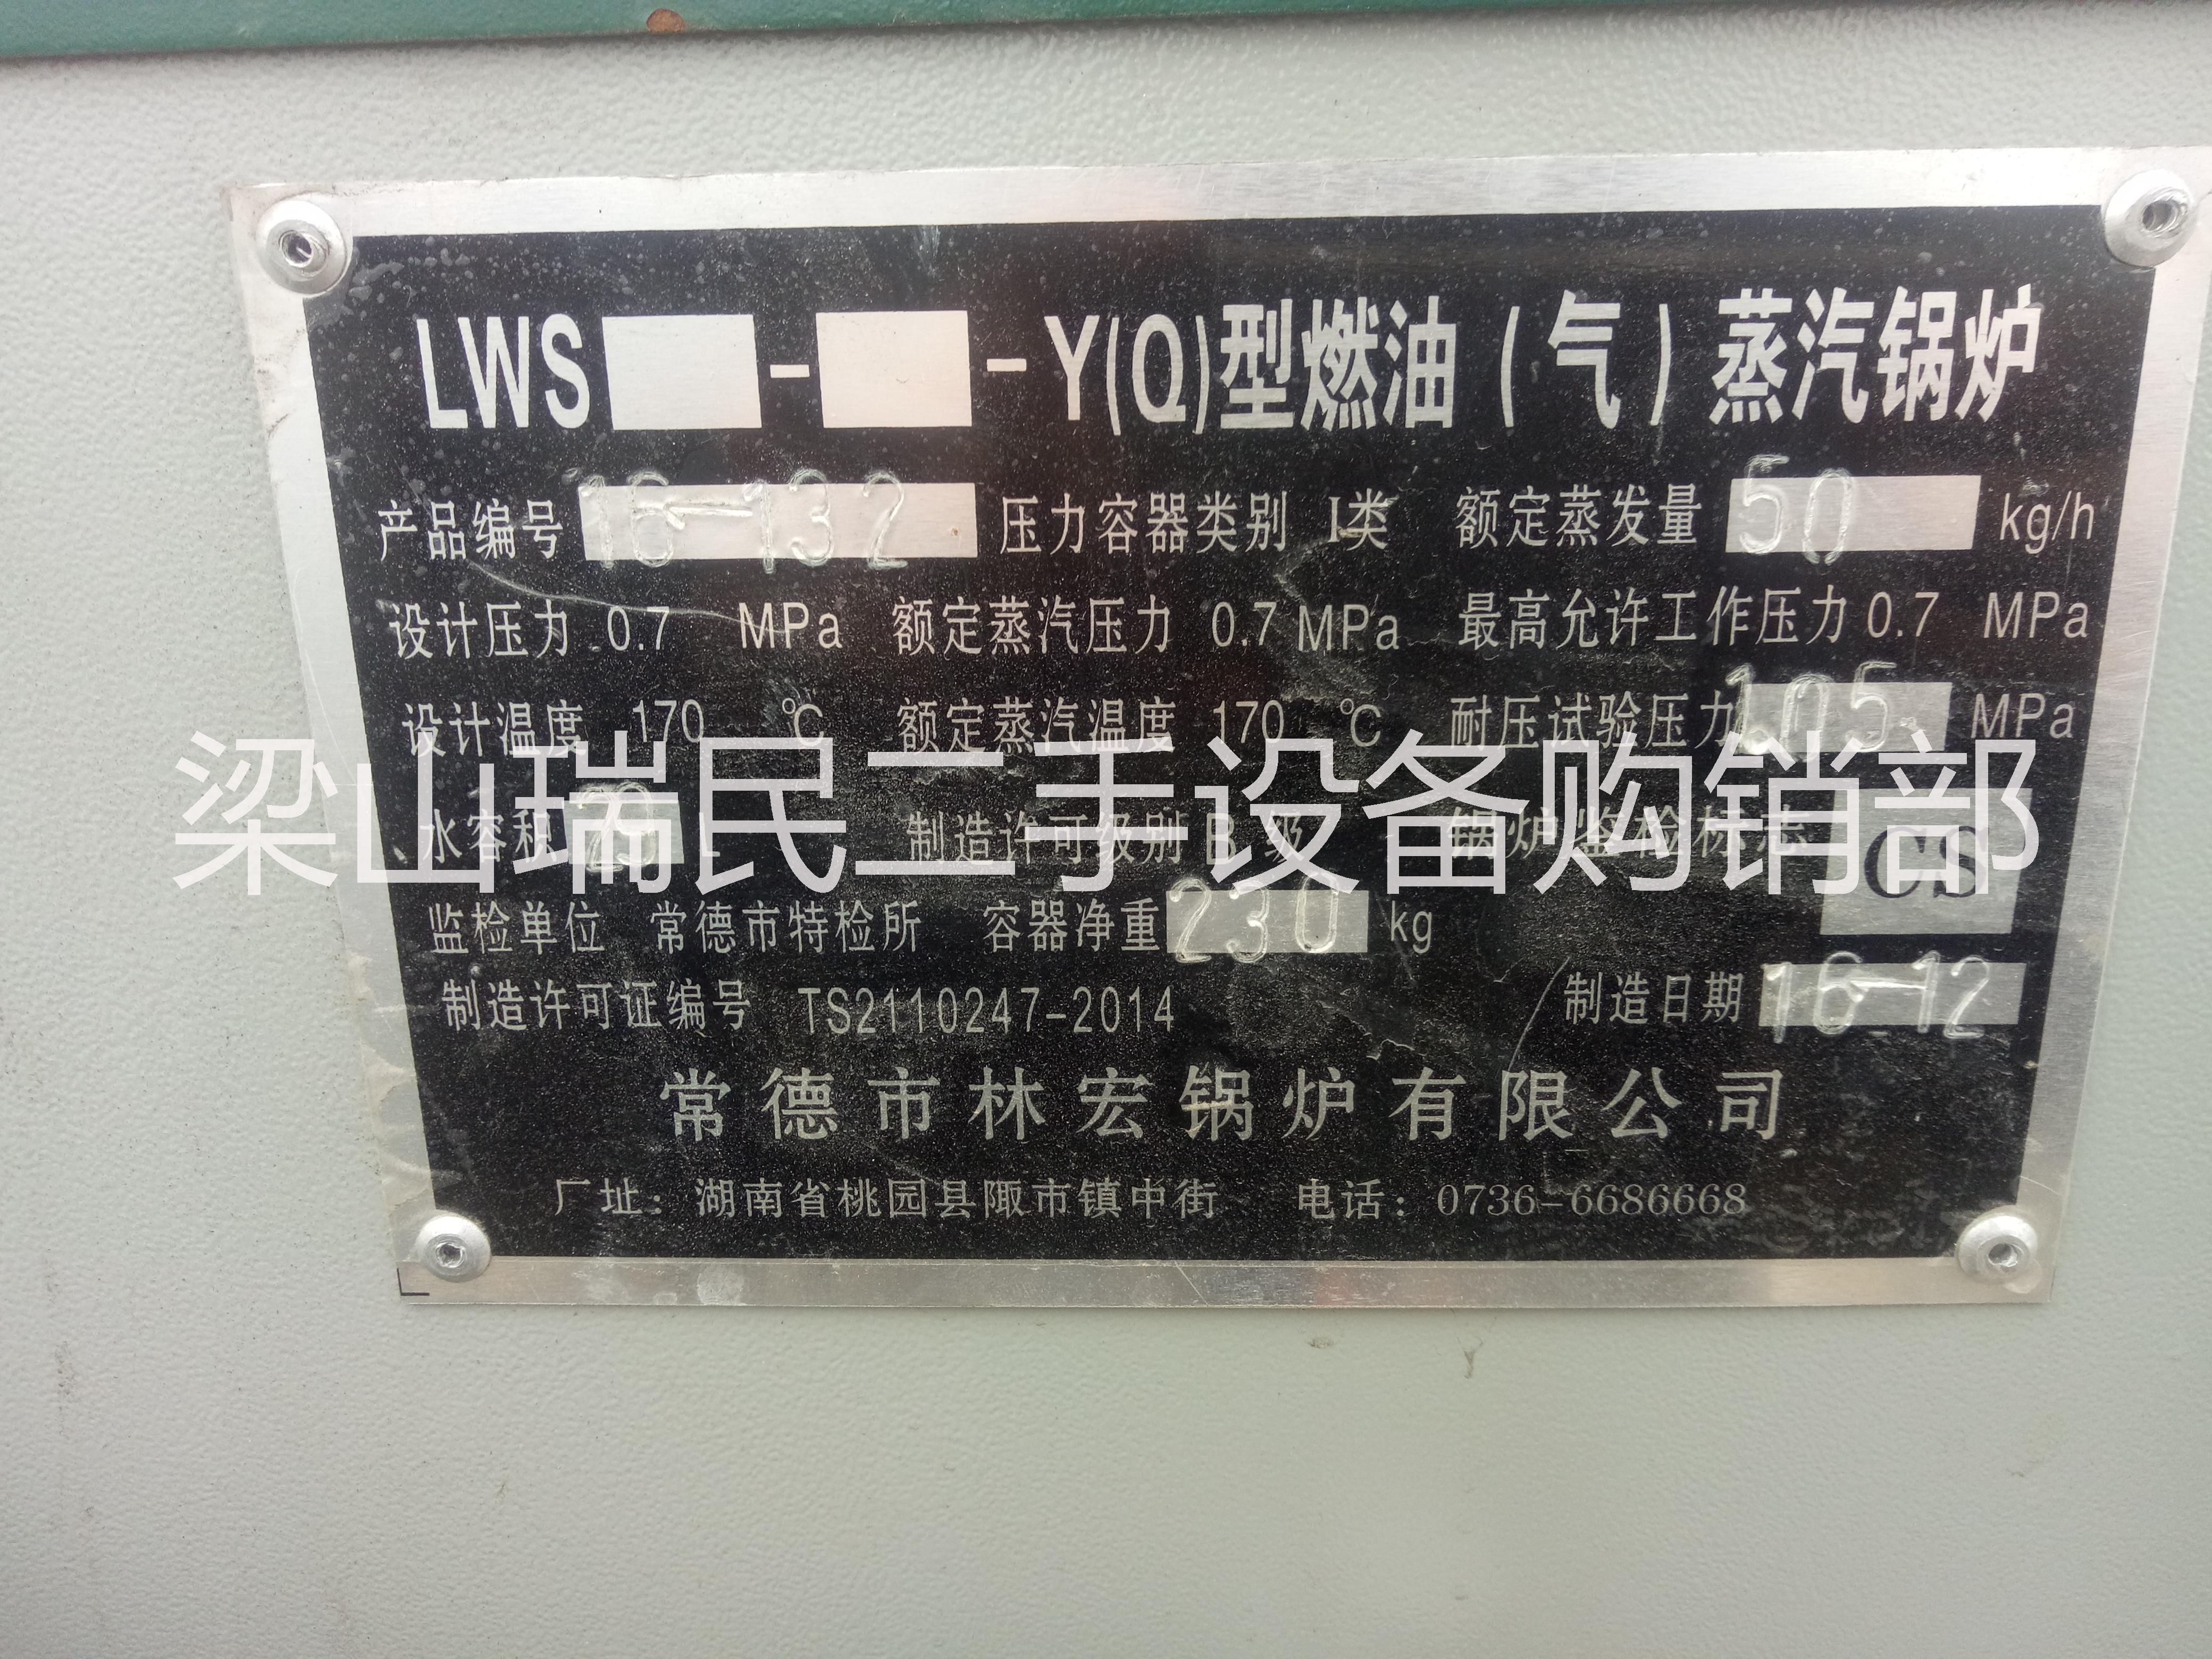 LWS - -Y(Q)型燃油(气)蒸汽锅炉
产品编号 16-132 压力容器类别 I类 额定蒸发量 50 kg/h
设计压力 0.7 MPa 额定蒸汽压力 0.7 MPa 最高允许工作压力 0.7 MPa
设计温度 170 ℃ 额定蒸汽温度 170 ℃ 耐压试验压力 1.05 MPa
梁山瑞民二手设备购销部
水容积 29 L 制造许可级别 B 级 锅炉监检标志 CS
监检单位 常德市特检所 容器净重 230 kg
制造许可证编号 TS2110247-2014 制造日期 16-12
常德市林宏锅炉有限公司
厂址：湖南省桃园县陬市镇中街 电话：0736-6686668